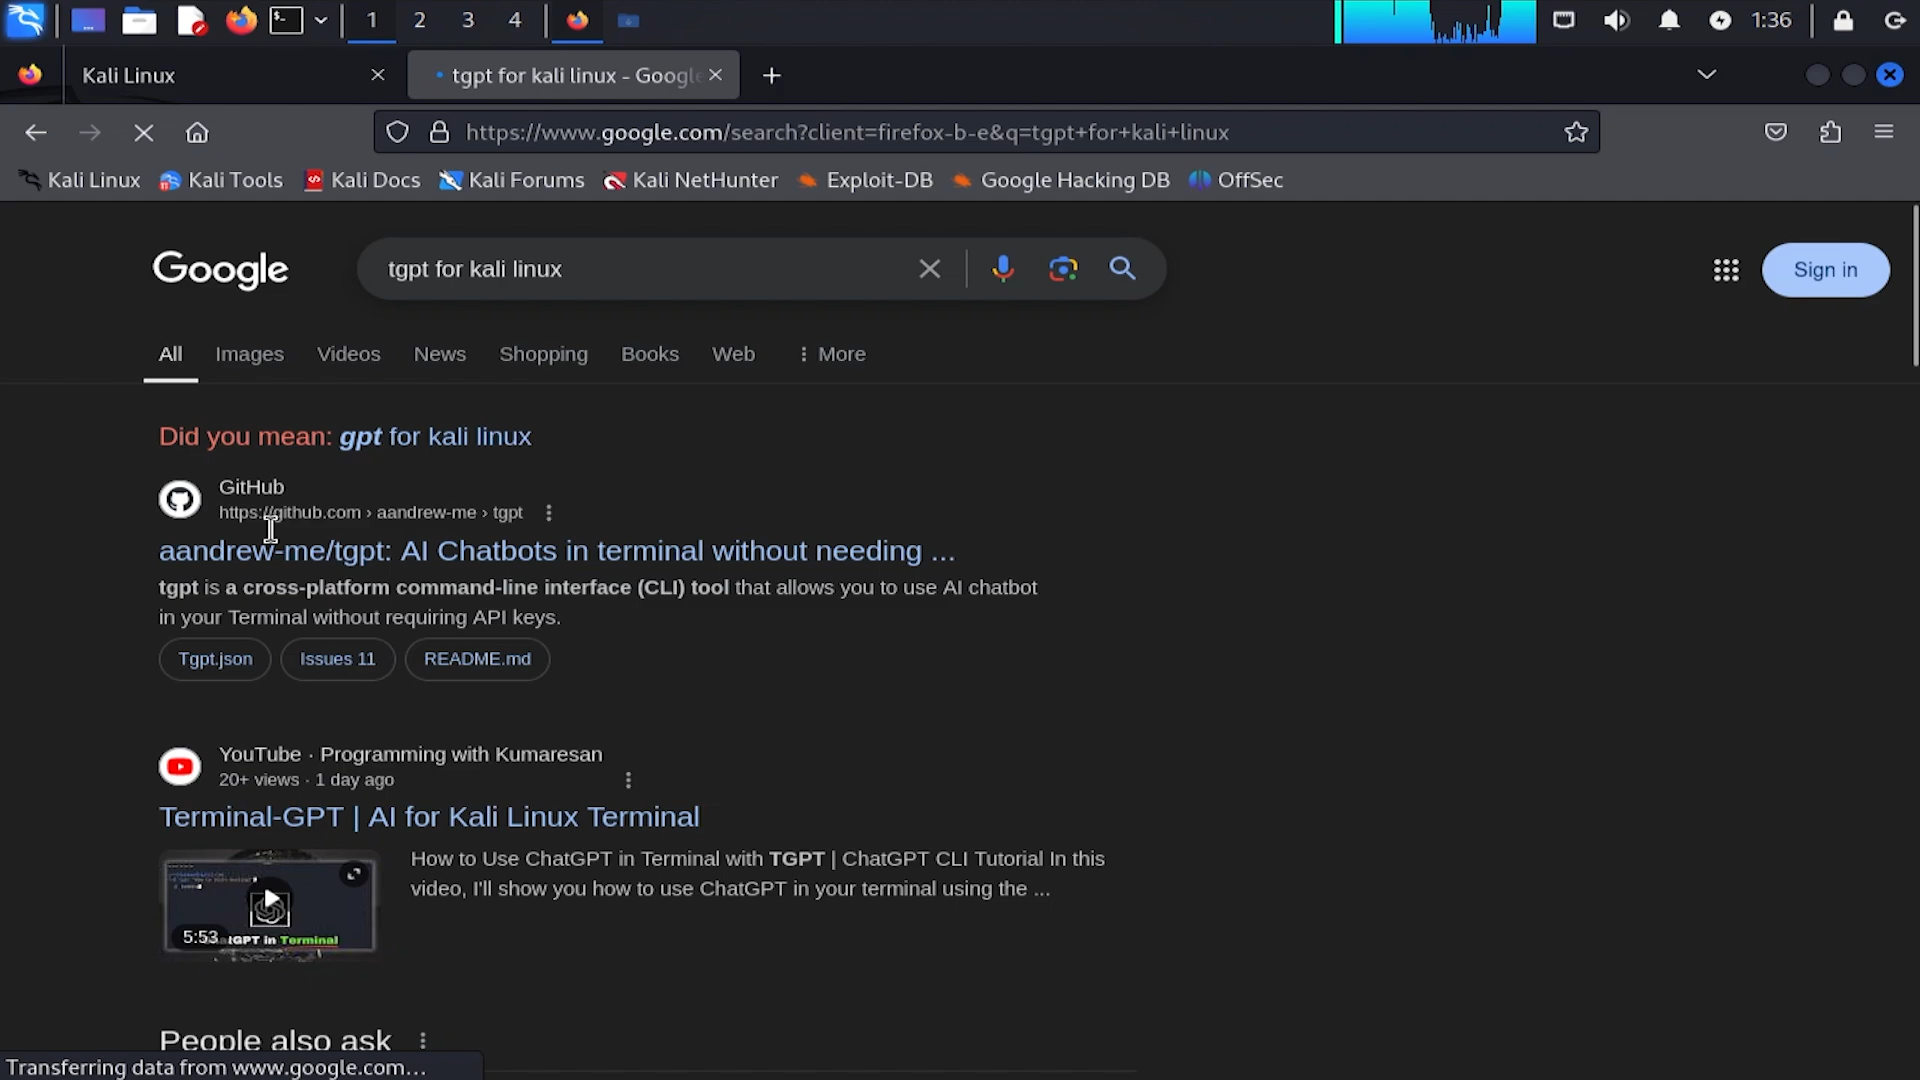 1 2 3 4 1:36
Kali Linux
tgpt for kali linux - Google
https://www.google.com/search?client=firefox-b-e&q=tgpt+for+kali+linux
Kali Linux Kali Tools Kali Docs Kali Forums Kali NetHunter Exploit-DB Google Hacking DB OffSec
Google
tgpt for kali linux
Sign in
All Images Videos News Shopping Books Web More
Did you mean: gpt for kali linux
GitHub
https://github.com › aandrew-me › tgpt
aandrew-me/tgpt: AI Chatbots in terminal without needing ...
tgpt is a cross-platform command-line interface (CLI) tool that allows you to use AI chatbot
in your Terminal without requiring API keys.
Tgpt.json Issues 11 README.md
YouTube · Programming with Kumaresan
20+ views · 1 day ago
Terminal-GPT | AI for Kali Linux Terminal
How to Use ChatGPT in Terminal with TGPT | ChatGPT CLI Tutorial In this
video, I'll show you how to use ChatGPT in your terminal using the ...
5:53
in Terminal
People also ask
Transferring data from www.google.com…